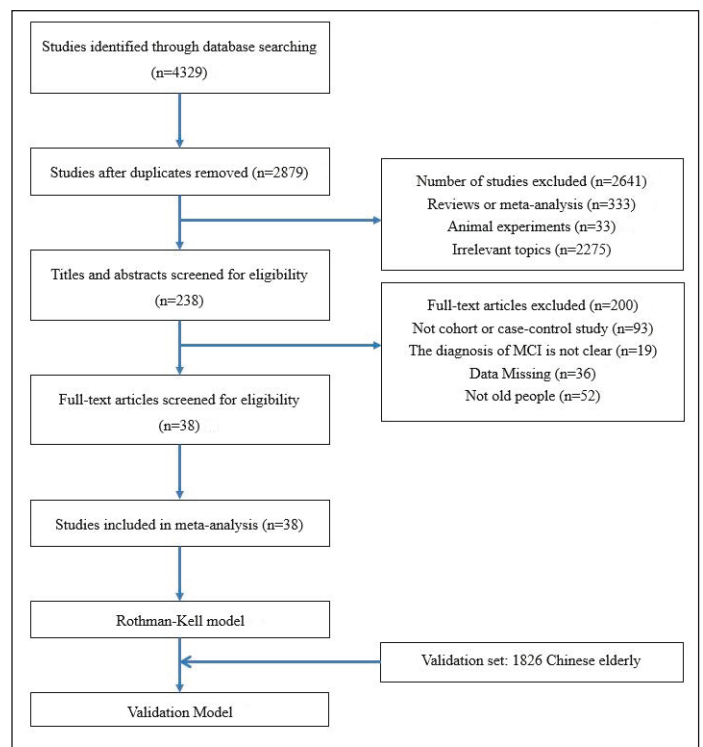 Studies identified through database searching
(n=4329)
Studies after duplicates removed (n=2879)
Number of studies excluded (n=2641)
Reviews or meta-analysis (n=333)
Animal experiments (n=33)
Irrelevant topics (n=2275)
Titles and abstracts screened for eligibility
(n=238)
Full-text articles excluded (n=200)
Not cohort or case-control study (n=93)
The diagnosis of MCI is not clear (n=19)
Data Missing (n=36)
Not old people (n=52)
Full-text articles screened for eligibility
(n=38)
Studies included in meta-analysis (n=38)
Rothman-Kell model
Validation set: 1826 Chinese elderly
Validation Model